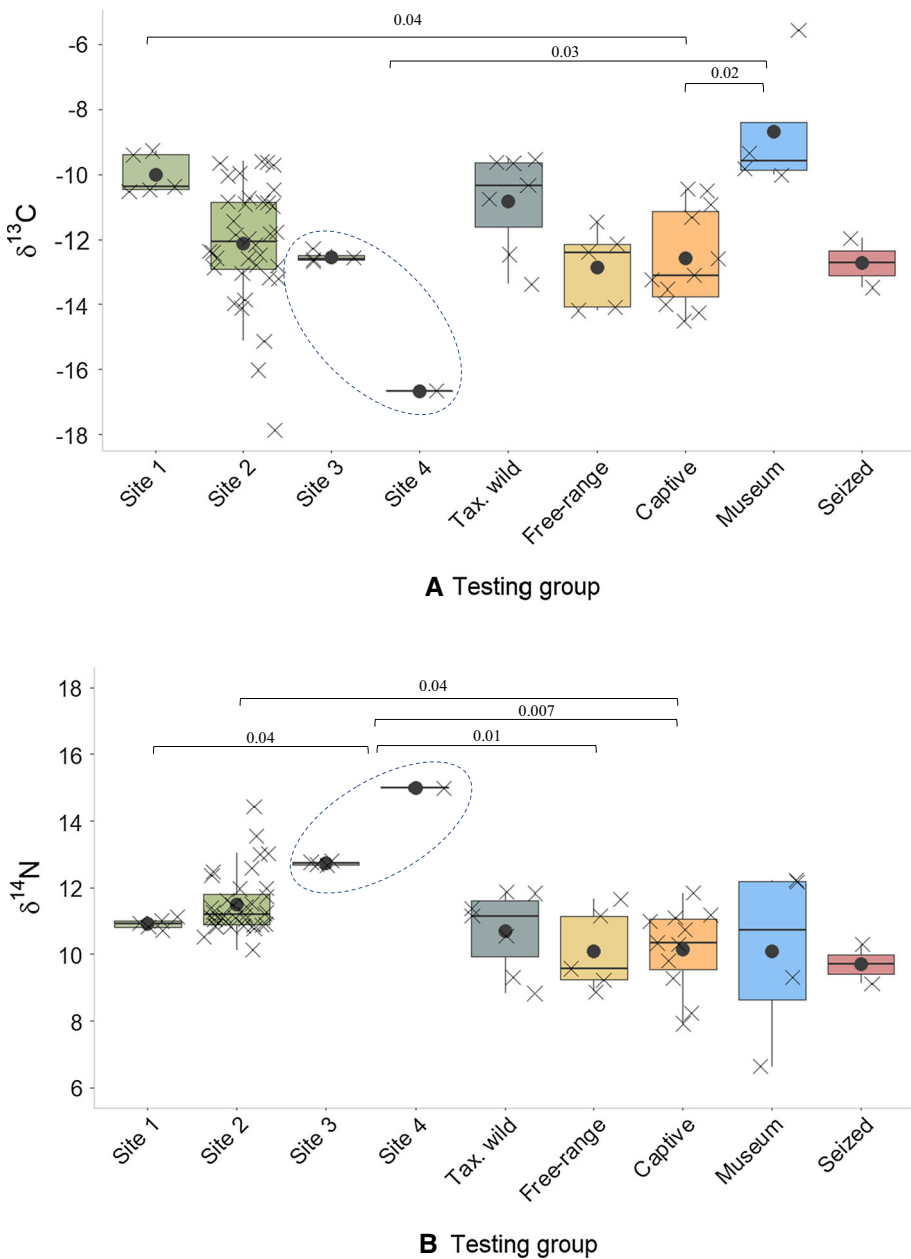 0.04
-6
0.03
0.02
-8
-10
δ¹³C
-12
-14
-16
-18
Site 1
Site 2
Site 3
Site 4
Tax. wild
Free-range
Captive
Museum
Seized
A Testing group
18
0.04
0.007
0.04
0.01
16
14
12
δ¹⁴N
10
8
6
Site 1
Site 2
Site 3
Site 4
Tax. wild
Free-range
Captive
Museum
Seized
B Testing group